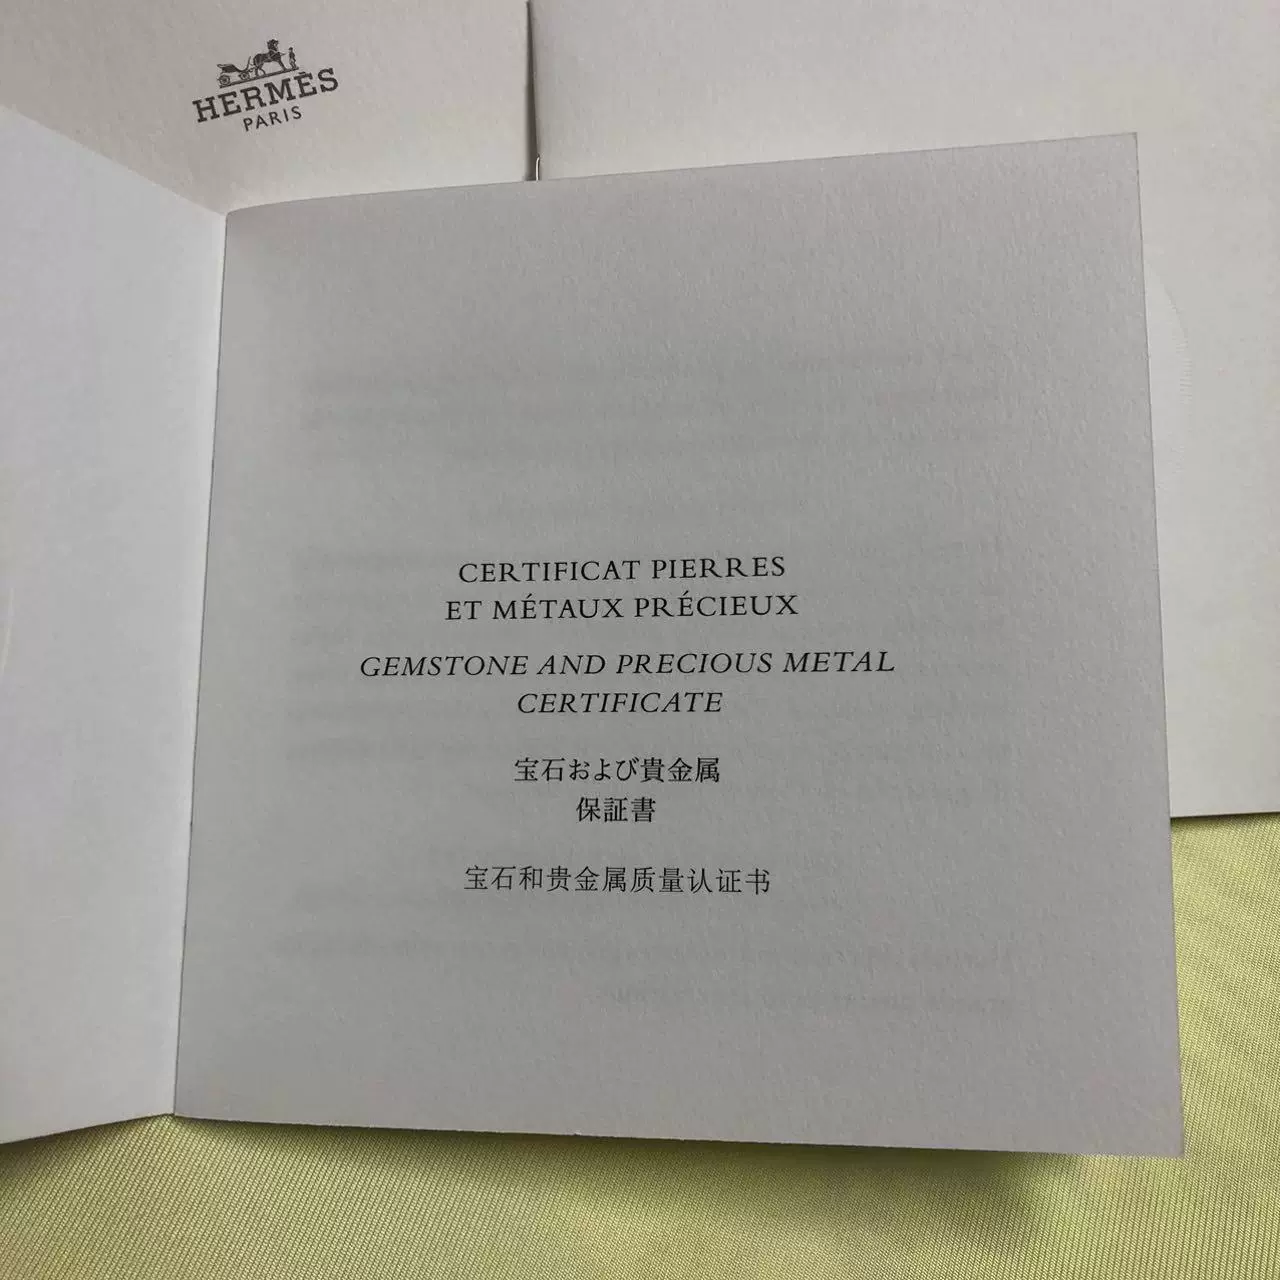 HERMÈS
PARIS
CERTIFICAT PIERRES
ET MÉTAUX PRÉCIEUX
GEMSTONE AND PRECIOUS METAL
CERTIFICATE
宝石および貴金属
保証書
宝石和贵金属质量认证书